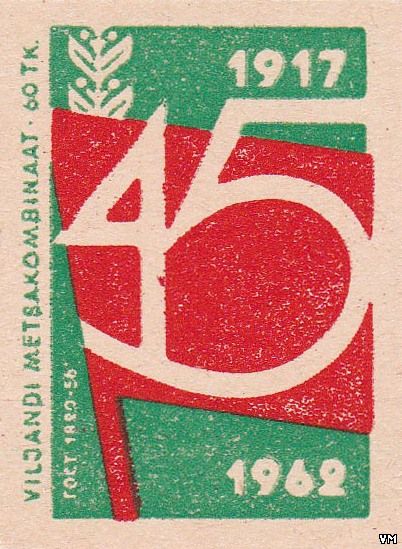 1917
45
1962
VILJANDI METSAKOMBINAAT · 60 TK.
ГОСТ 1820-56
VM